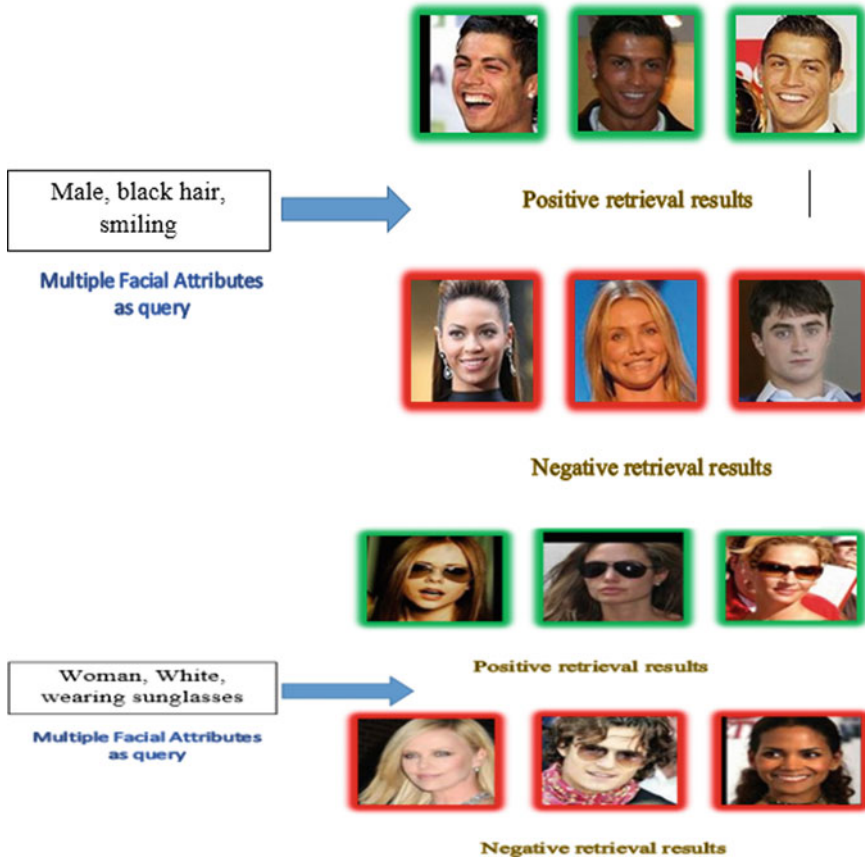 Male, black hair,
smiling
Positive retrieval results
Multiple Facial Attributes
as query
Negative retrieval results
Positive retrieval results
Woman, White,
wearing sunglasses
Multiple Facial Attributes
as query
Negative retrieval results